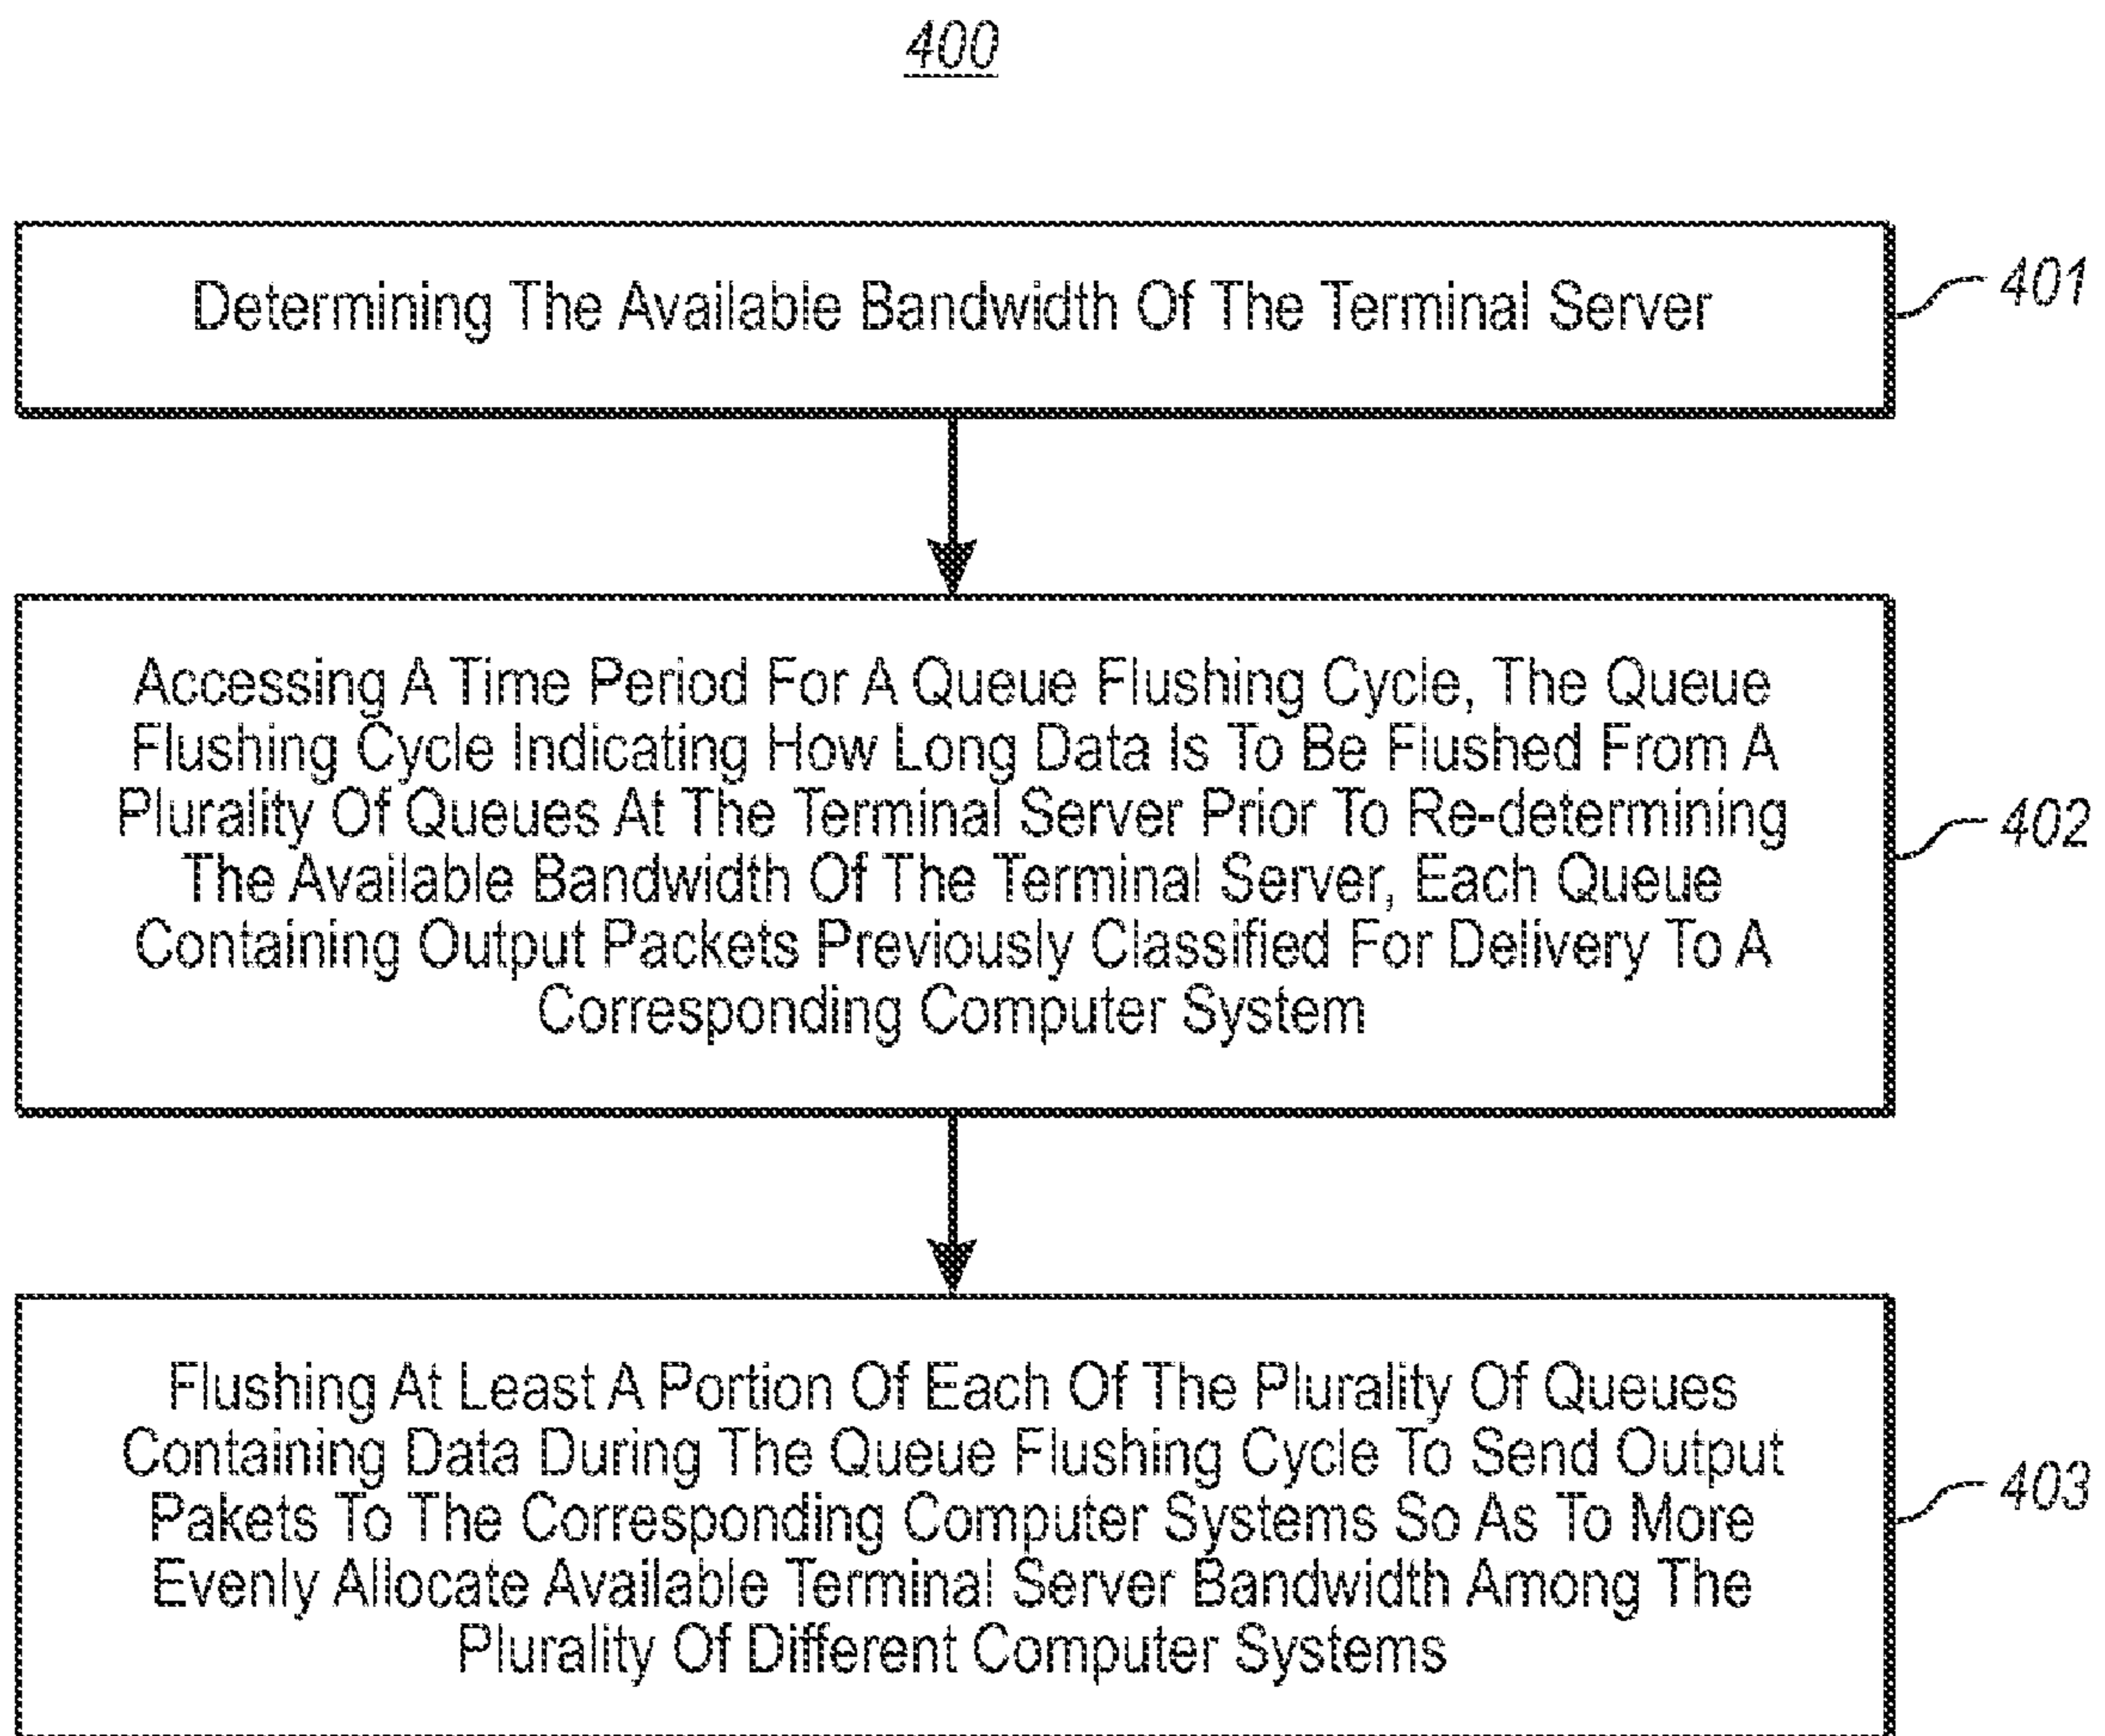 400
Determining The Available Bandwidth Of The Terminal Server
401
Accessing A Time Period For A Queue Flushing Cycle, The Queue
Flushing Cycle Indicating How Long Data Is To Be Flushed From A
Plurality Of Queues At The Terminal Server Prior To Re-determining
The Available Bandwidth Of The Terminal Server, Each Queue
Containing Output Packets Previously Classified For Delivery To A
Corresponding Computer System
402
Flushing At Least A Portion Of Each Of The Plurality Of Queues
Containing Data During The Queue Flushing Cycle To Send Output
Pakets To The Corresponding Computer Systems So As To More
Evenly Allocate Available Terminal Server Bandwidth Among The
Plurality Of Different Computer Systems
403